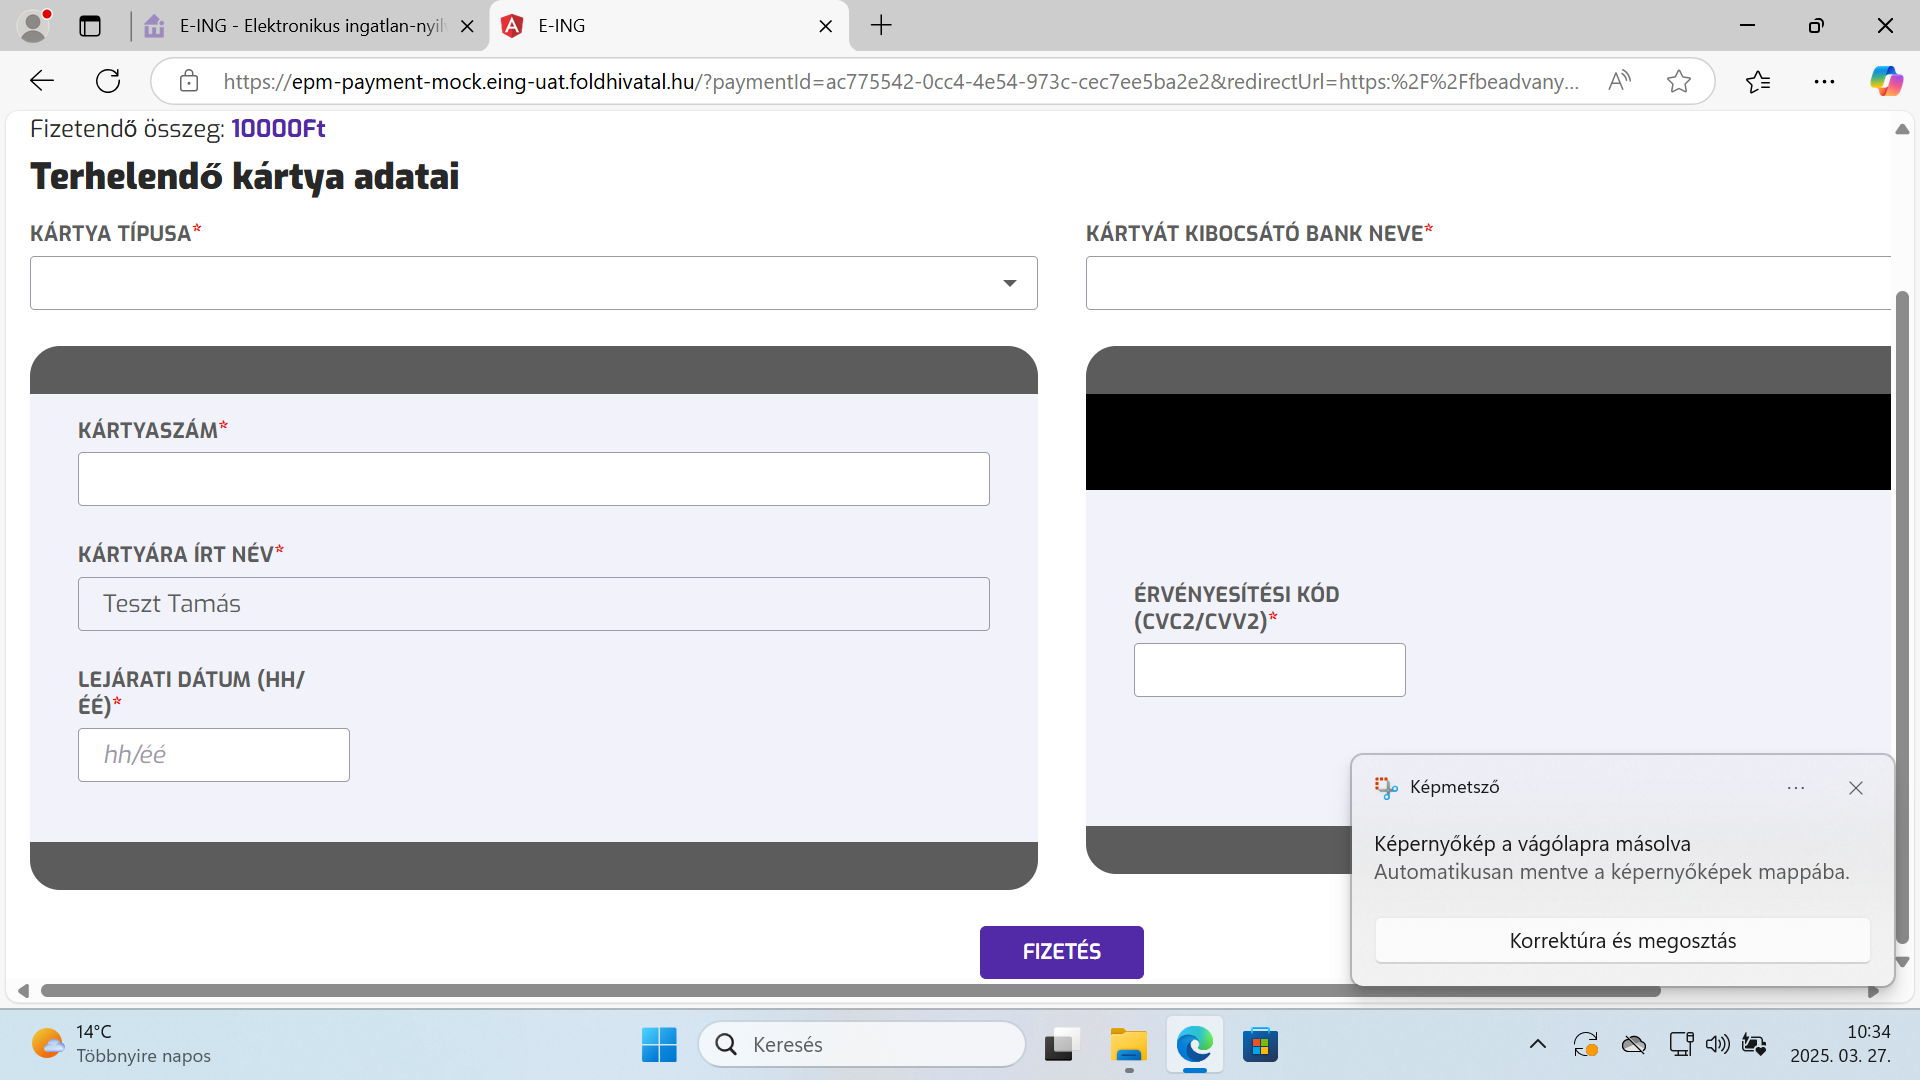 E-ING - Elektronikus ingatlan-nyil
E-ING
https://epm-payment-mock.eing-uat.foldhivatal.hu/?paymentId=ac775542-0cc4-4e54-973c-cec7ee5ba2e2&redirectUrl=https:%2F%2Ffbeadvany...
Fizetendő összeg: 10000Ft
Terhelendő kártya adatai
KÁRTYA TÍPUSA*
KÁRTYÁT KIBOCSÁTÓ BANK NEVE*
KÁRTYASZÁM*
KÁRTYÁRA ÍRT NÉV*
Teszt Tamás
LEJÁRATI DÁTUM (HH/
ÉÉ)*
hh/éé
ÉRVÉNYESÍTÉSI KÓD
(CVC2/CVV2)*
FIZETÉS
Képmetsző
Képernyőkép a vágólapra másolva
Automatikusan mentve a képernyőképek mappába.
Korrektúra és megosztás
14°C
Többnyire napos
Keresés
10:34
2025. 03. 27.